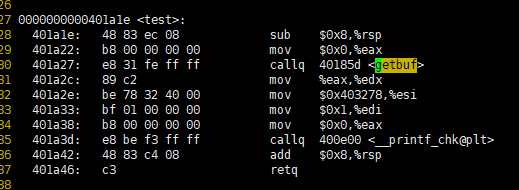 26
27 0000000000401a1e <test>:
28 401a1e: 48 83 ec 08 sub $0x8,%rsp
29 401a22: b8 00 00 00 00 mov $0x0,%eax
30 401a27: e8 31 fe ff ff callq 40185d <getbuf>
31 401a2c: 89 c2 mov %eax,%edx
32 401a2e: be 78 32 40 00 mov $0x403278,%esi
33 401a33: bf 01 00 00 00 mov $0x1,%edi
34 401a38: b8 00 00 00 00 mov $0x0,%eax
35 401a3d: e8 be f3 ff ff callq 400e00 <__printf_chk@plt>
36 401a42: 48 83 c4 08 add $0x8,%rsp
37 401a46: c3 retq
38